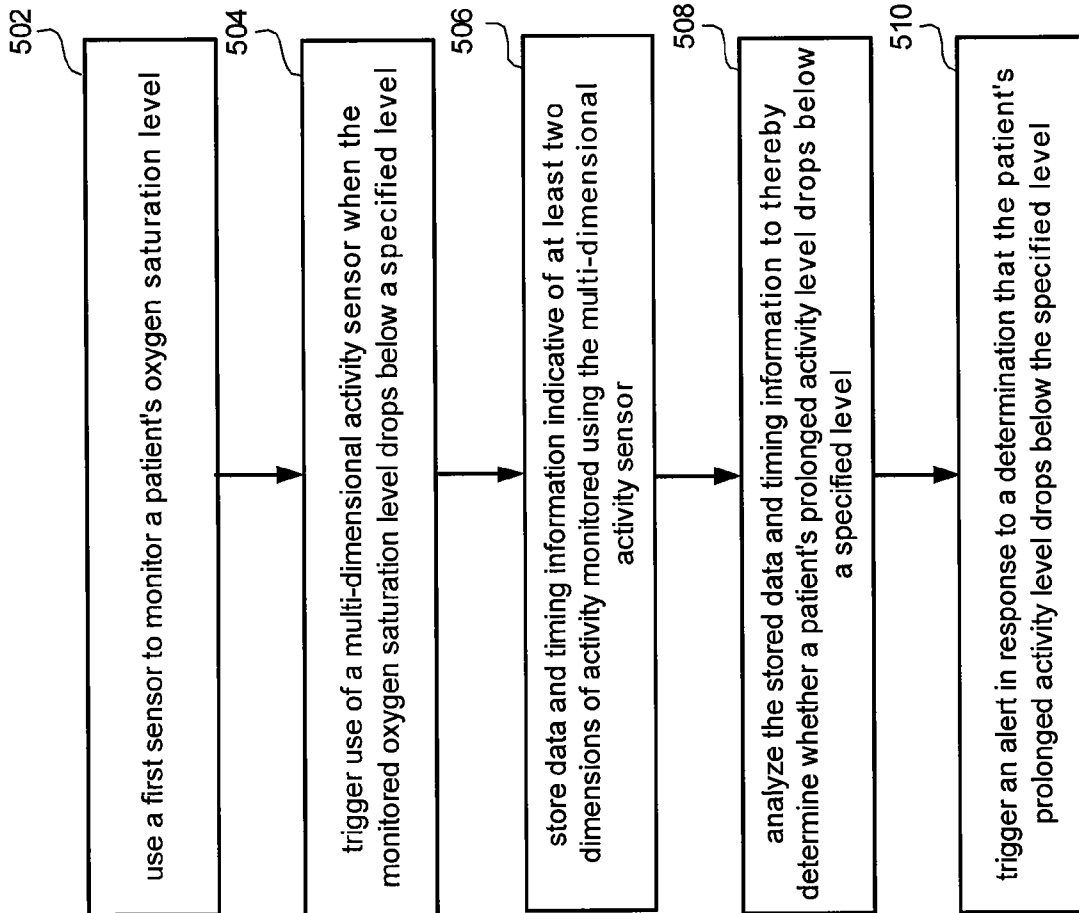 502
use a first sensor to monitor a patient's oxygen saturation level
504
trigger use of a multi-dimensional activity sensor when the
monitored oxygen saturation level drops below a specified level
506
store data and timing information indicative of at least two
dimensions of activity monitored using the multi-dimensional
activity sensor
508
analyze the stored data and timing information to thereby
determine whether a patient's prolonged activity level drops below
a specified level
510
trigger an alert in response to a determination that the patient's
prolonged activity level drops below the specified level